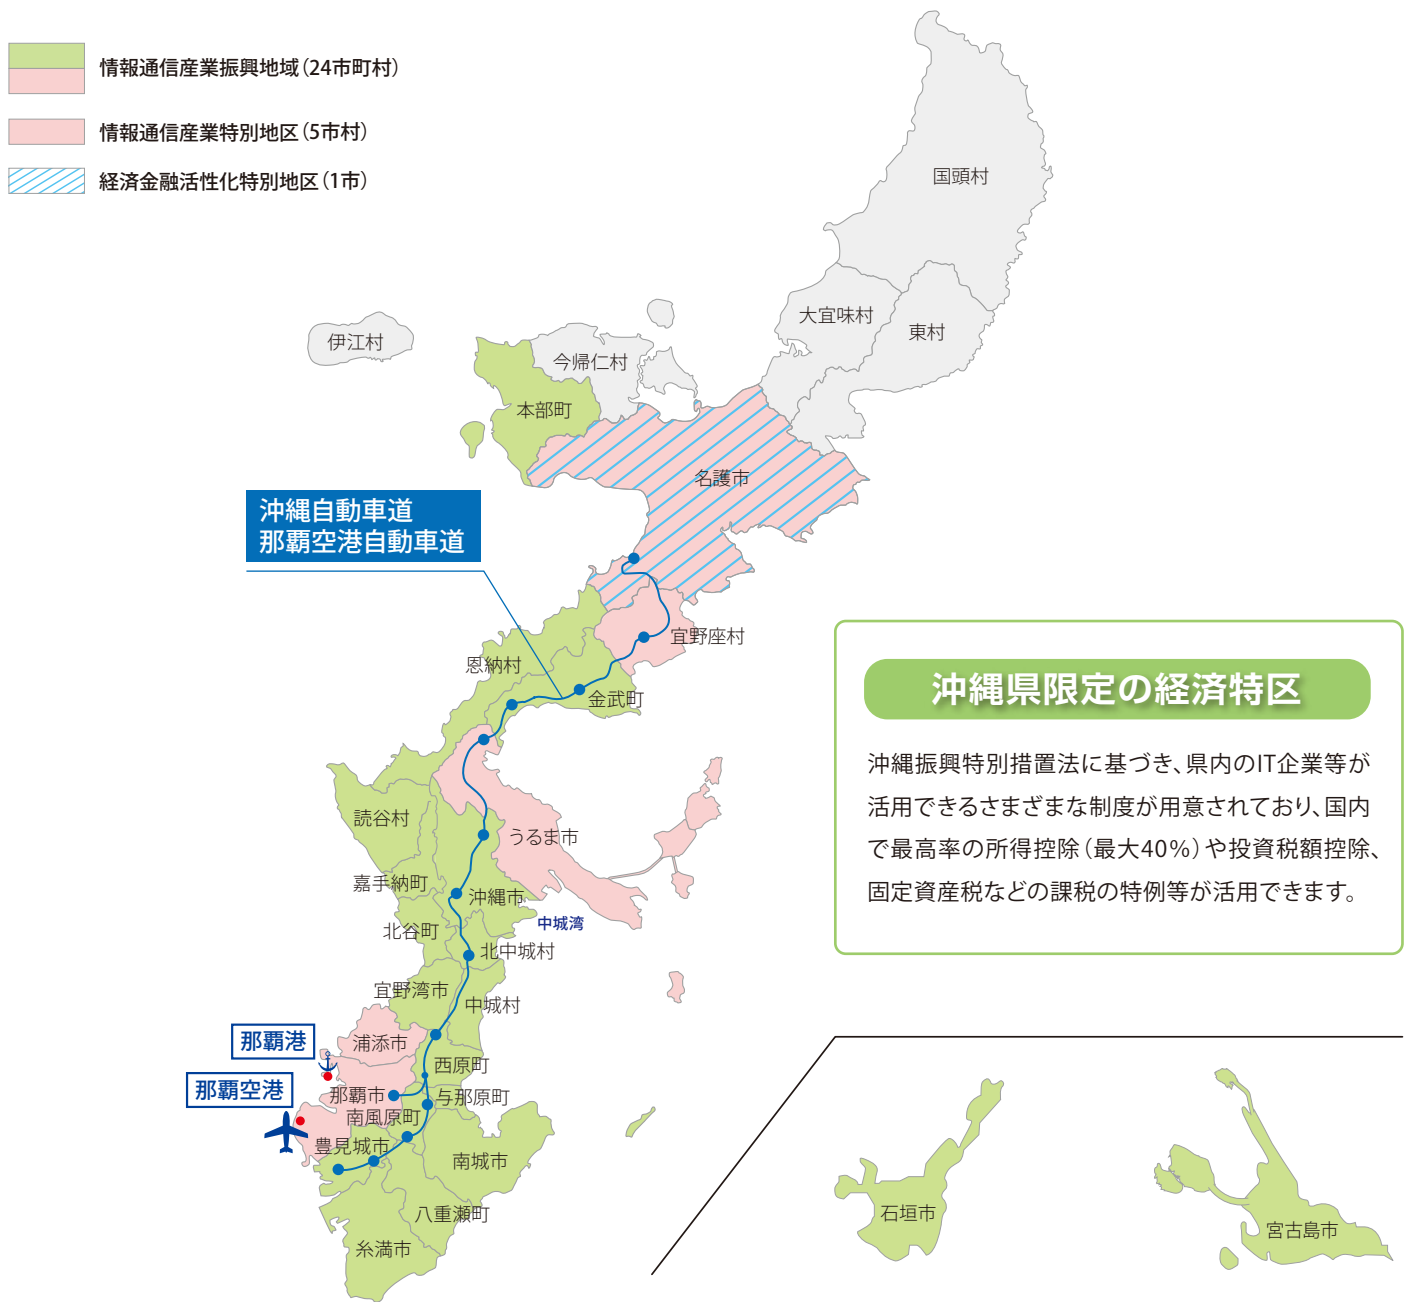 情報通信産業振興地域（24市町村）
情報通信産業特別地区（5市村）
経済金融活性化特別地区（1市）
国頭村
大宜味村
東村
伊江村
今帰仁村
本部町
名護市
沖縄自動車道
那覇空港自動車道
宜野座村
恩納村
金武町
読谷村
うるま市
嘉手納町
沖縄市
中城湾
北谷町
北中城村
宜野湾市
中城村
那覇港
浦添市
西原町
那覇空港
那覇市
与那原町
南風原町
豊見城市
南城市
八重瀬町
糸満市
石垣市
宮古島市
沖縄県限定の経済特区
沖縄振興特別措置法に基づき、県内のIT企業等が
活用できるさまざまな制度が用意されており、国内
で最高率の所得控除（最大40％）や投資税額控除、
固定資産税などの課税の特例等が活用できます。